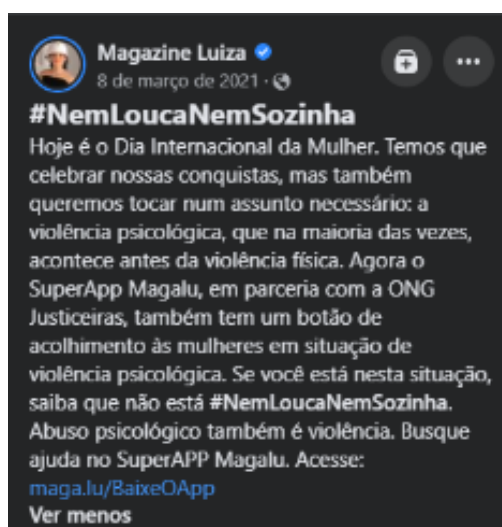 Magazine Luiza
8 de março de 2021 ·
#NemLoucaNemSozinha
Hoje é o Dia Internacional da Mulher. Temos que
celebrar nossas conquistas, mas também
queremos tocar num assunto necessário: a
violência psicológica, que na maioria das vezes,
acontece antes da violência física. Agora o
SuperApp Magalu, em parceria com a ONG
Justiceiras, também tem um botão de
acolhimento às mulheres em situação de
violência psicológica. Se você está nesta situação,
saiba que não está #NemLoucaNemSozinha.
Abuso psicológico também é violência. Busque
ajuda no SuperAPP Magalu. Acesse:
maga.lu/BaixeOApp
Ver menos